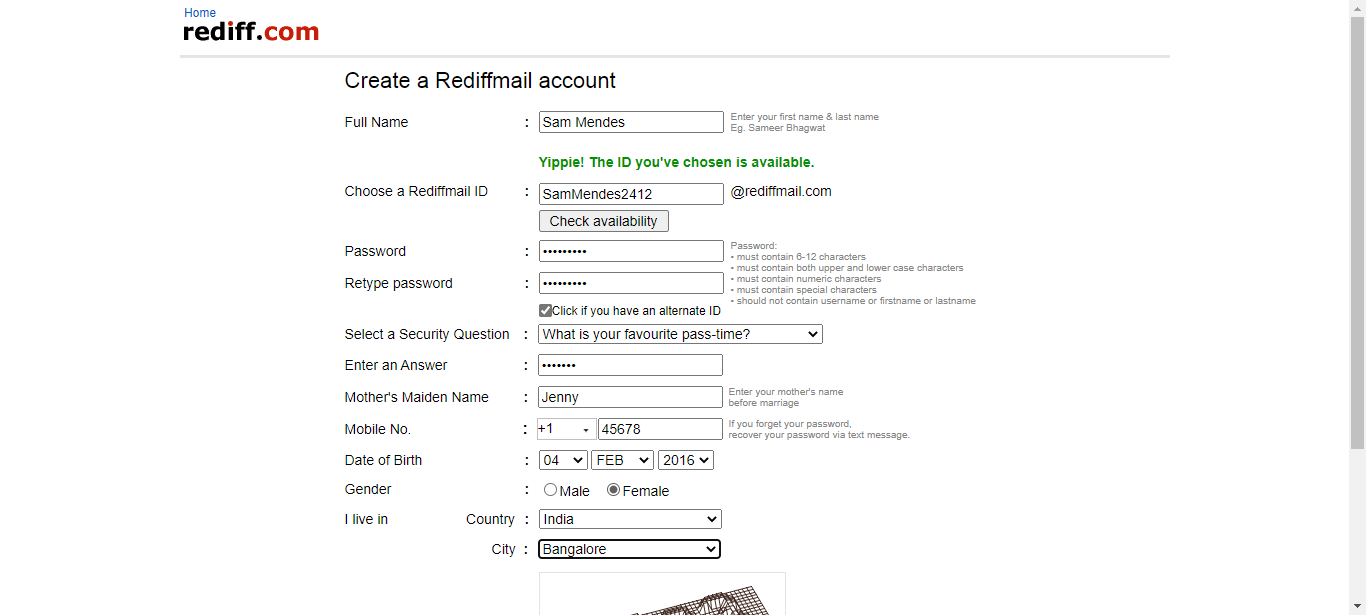 Home
rediff.com
Create a Rediffmail account
Full Name : Sam Mendes Enter your first name & last name
Eg. Sameer Bhagwat
Yippie! The ID you've chosen is available.
Choose a Rediffmail ID : SamMendes2412 @rediffmail.com
Check availability
Password : ••••••••• Password:
• must contain 6-12 characters
• must contain both upper and lower case characters
• must contain numeric characters
• must contain special characters
• should not contain username or firstname or lastname
Retype password : •••••••••
Click if you have an alternate ID
Select a Security Question : What is your favourite pass-time?
Enter an Answer : •••••••
Mother's Maiden Name : Jenny Enter your mother's name
before marriage
Mobile No. : +1 45678 If you forget your password,
recover your password via text message.
Date of Birth : 04 FEB 2016
Gender : Male Female
I live in Country : India
City : Bangalore